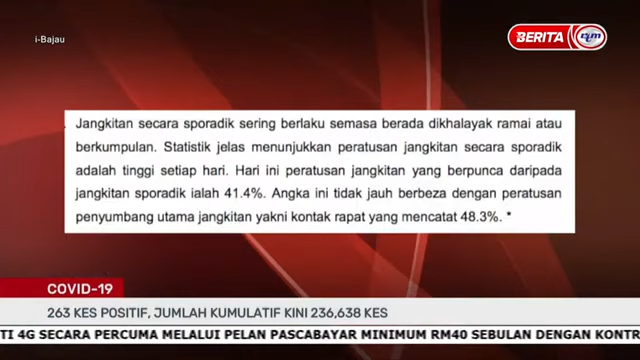 i-Bajau
BERITA rtm
Jangkitan secara sporadik sering berlaku semasa berada dikhalayak ramai atau
berkumpulan. Statistik jelas menunjukkan peratusan jangkitan secara sporadik
adalah tinggi setiap hari. Hari ini peratusan jangkitan yang berpunca daripada
jangkitan sporadik ialah 41.4%. Angka ini tidak jauh berbeza dengan peratusan
penyumbang utama jangkitan yakni kontak rapat yang mencatat 48.3%. *
COVID-19
263 KES POSITIF, JUMLAH KUMULATIF KINI 236,638 KES
TI 4G SECARA PERCUMA MELALUI PELAN PASCABAYAR MINIMUM RM40 SEBULAN DENGAN KONTR